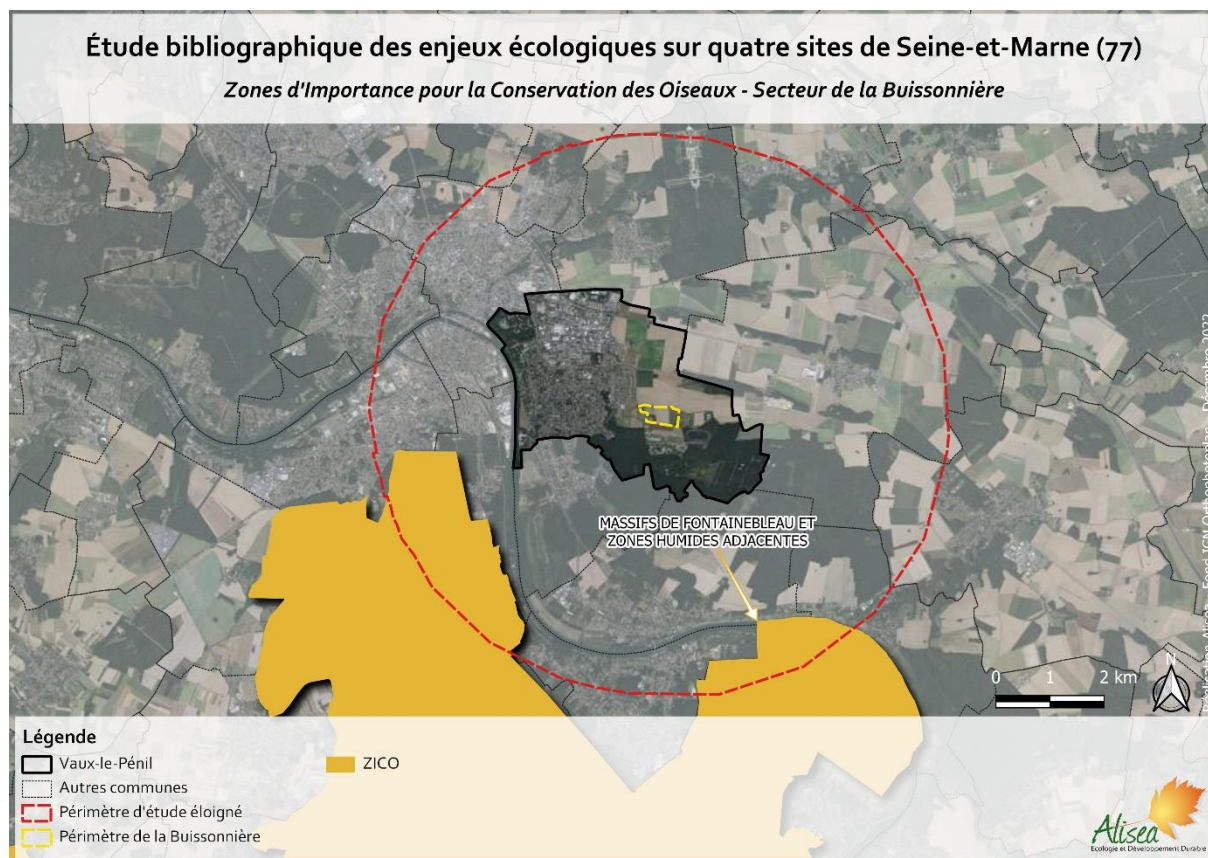 Étude bibliographique des enjeux écologiques sur quatre sites de Seine-et-Marne (77)
Zones d'Importance pour la Conservation des Oiseaux - Secteur de la Buissonnière
MASSIFS DE FONTAINEBLEAU ET
ZONES HUMIDES ADJACENTES
0 1 2 km
N
Légende
Vaux-le-Pénil
Autres communes
Périmètre d'étude éloigné
Périmètre de la Buissonnière
ZICO
Alisea
Ecologie et Développement Durable